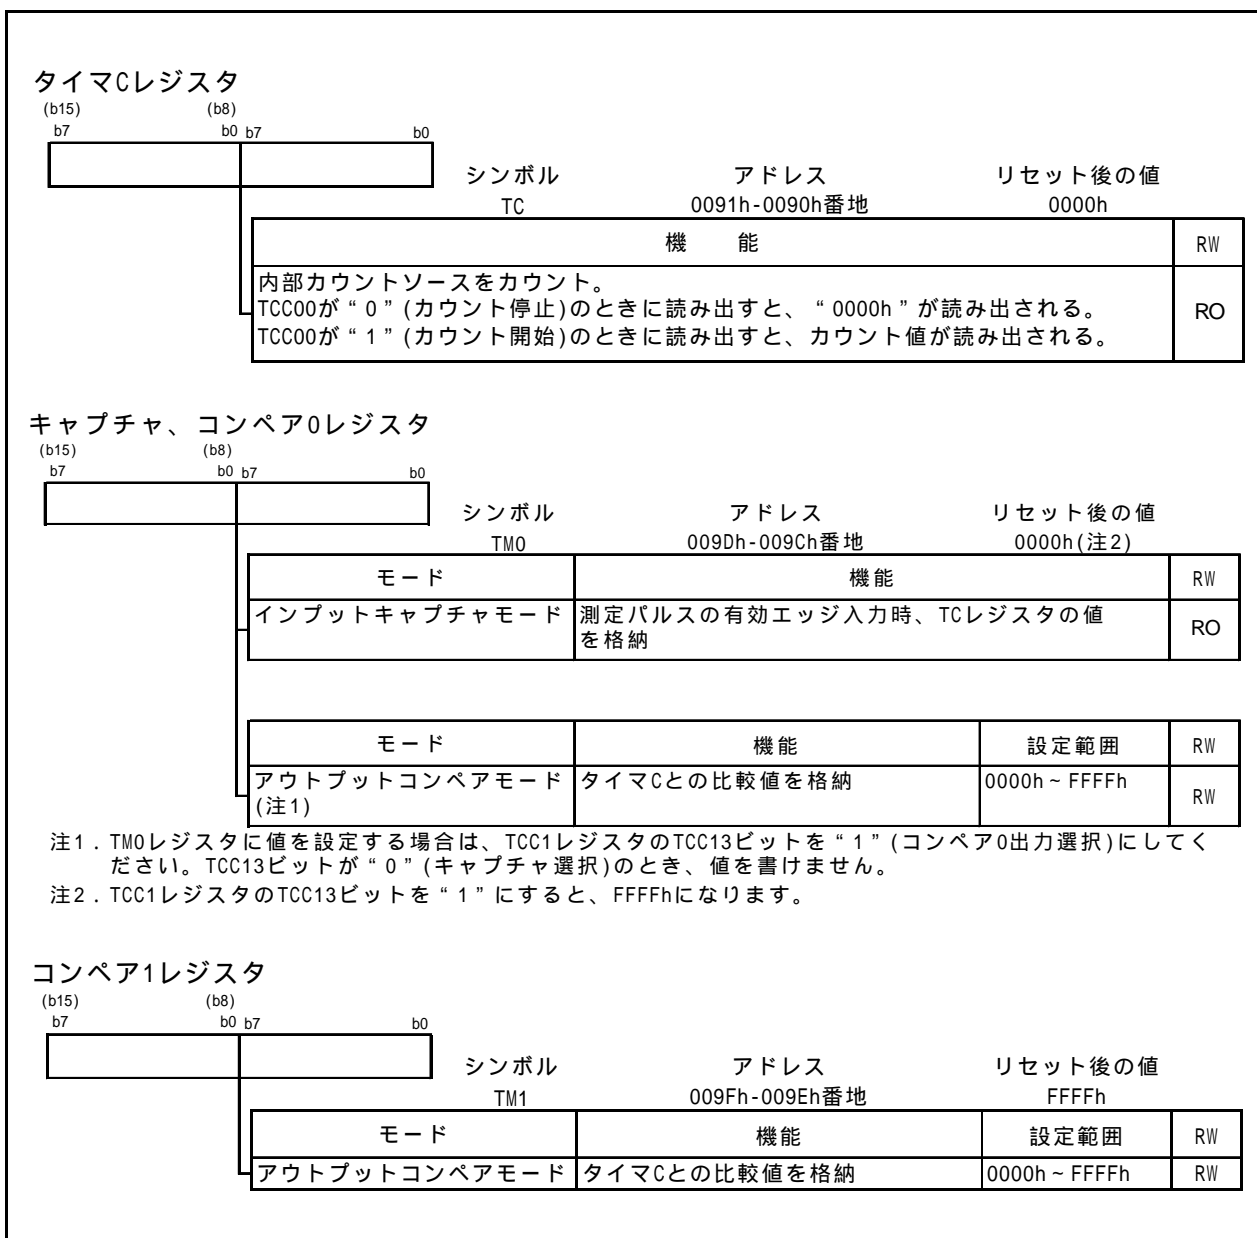 タイマCレジスタ
(b15) (b8)
b7 b0 b7 b0
シンボル アドレス リセット後の値
TC 0091h-0090h番地 0000h
機 能 RW
内部カウントソースをカウント。
TCC00が“0”(カウント停止)のときに読み出すと、“0000h”が読み出される。
TCC00が“1”(カウント開始)のときに読み出すと、カウント値が読み出される。
RO
キャプチャ、コンペア0レジスタ
(b15) (b8)
b7 b0 b7 b0
シンボル アドレス リセット後の値
TM0 009Dh-009Ch番地 0000h(注2)
モード 機能 RW
インプットキャプチャモード 測定パルスの有効エッジ入力時、TCレジスタの値
を格納
RO
モード 機能 設定範囲 RW
アウトプットコンペアモード タイマCとの比較値を格納 0000h~FFFFh
(注1)
RW
注1.TM0レジスタに値を設定する場合は、TCC1レジスタのTCC13ビットを“1”(コンペア0出力選択)にしてく
ださい。TCC13ビットが“0”(キャプチャ選択)のとき、値を書けません。
注2.TCC1レジスタのTCC13ビットを“1”にすると、FFFFhになります。
コンペア1レジスタ
(b15) (b8)
b7 b0 b7 b0
シンボル アドレス リセット後の値
TM1 009Fh-009Eh番地 FFFFh
モード 機能 設定範囲 RW
アウトプットコンペアモード タイマCとの比較値を格納 0000h~FFFFh RW